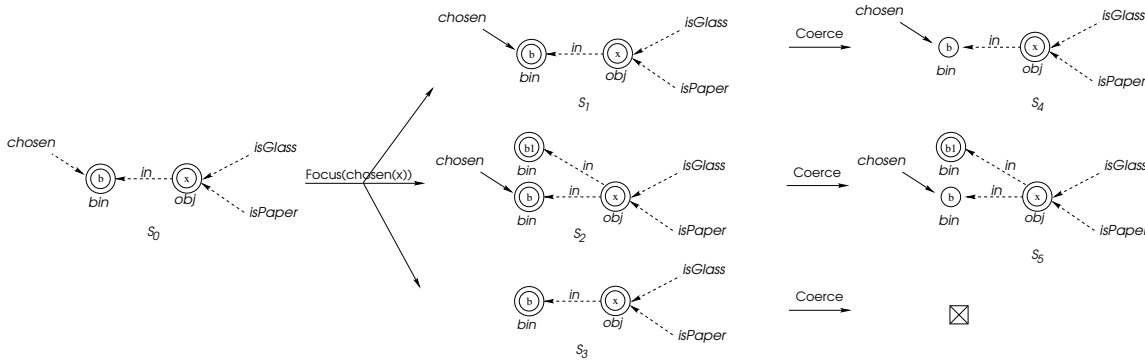 chosen
b
bin
in
x
obj
isGlass
isPaper
S0
Focus(chosen(x))
chosen
b
bin
in
x
obj
isGlass
isPaper
S1
Coerce
chosen
b
bin
in
x
obj
isGlass
isPaper
S4
chosen
b1
bin
in
b
bin
in
x
obj
isGlass
isPaper
S2
Coerce
chosen
b1
bin
in
b
bin
in
x
obj
isGlass
isPaper
S5
b
bin
in
x
obj
isGlass
isPaper
S3
Coerce